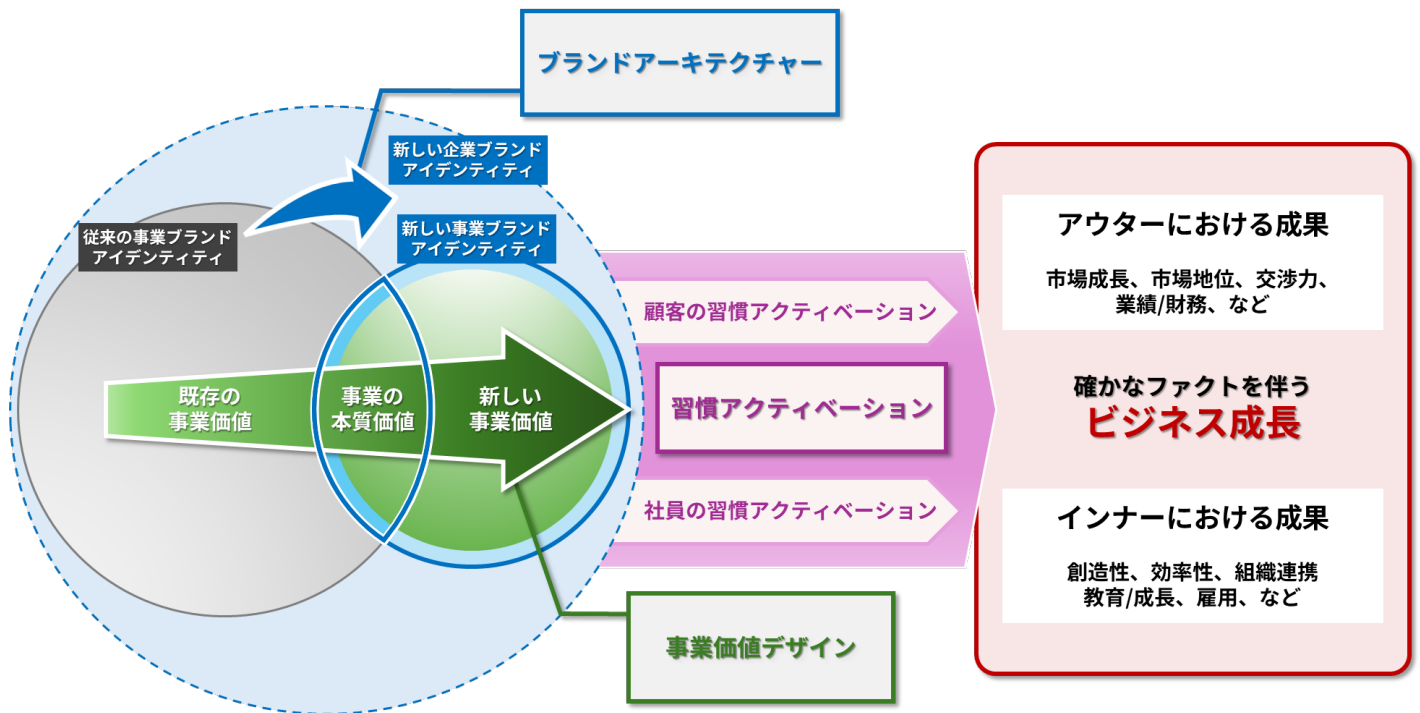 ブランドアーキテクチャー
新しい企業ブランド
アイデンティティ
従来の事業ブランド
アイデンティティ
新しい事業ブランド
アイデンティティ
既存の
事業価値
事業の
本質価値
新しい
事業価値
顧客の習慣アクティベーション
習慣アクティベーション
社員の習慣アクティベーション
事業価値デザイン
アウターにおける成果
市場成長、市場地位、交渉力、
業績/財務、など
確かなファクトを伴う
ビジネス成長
インナーにおける成果
創造性、効率性、組織連携
教育/成長、雇用、など